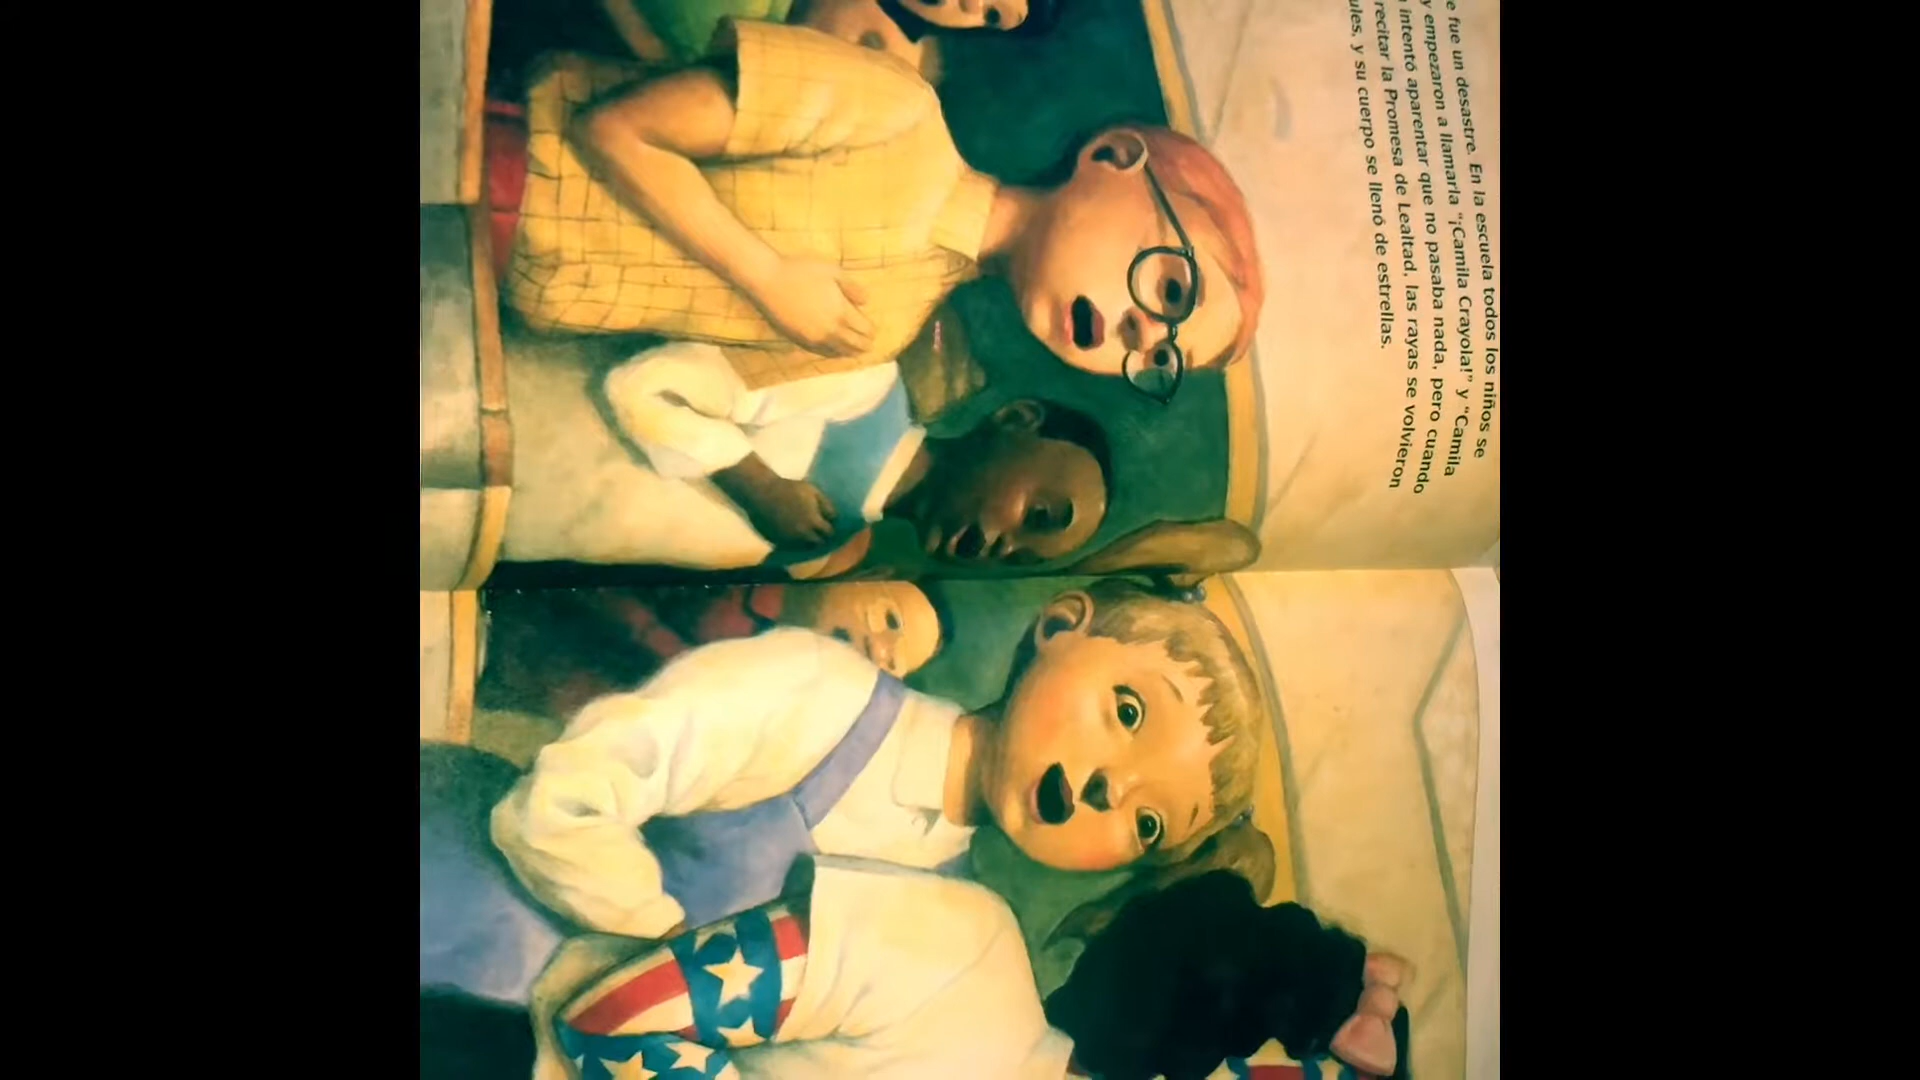 e fue un desastre. En la escuela todos los niños se
y empezaron a llamarla "¡Camila Crayola!" y "Camila
intentó aparentar que no pasaba nada, pero cuando
recitar la Promesa de Lealtad, las rayas se volvieron
ules, y su cuerpo se llenó de estrellas.